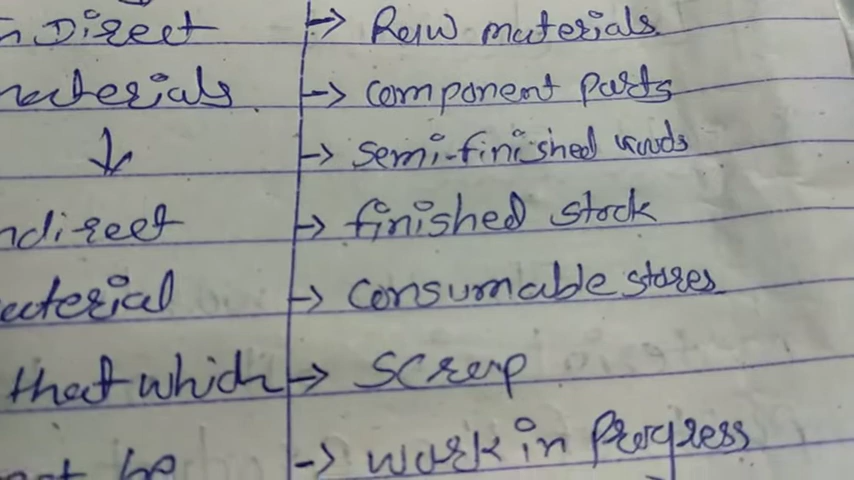 Direct -> Raw materials.
materials. -> component parts
↓ -> semi-finished goods
indirect -> finished stock
material -> consumable stores
that which -> scrap
be -> work in progress